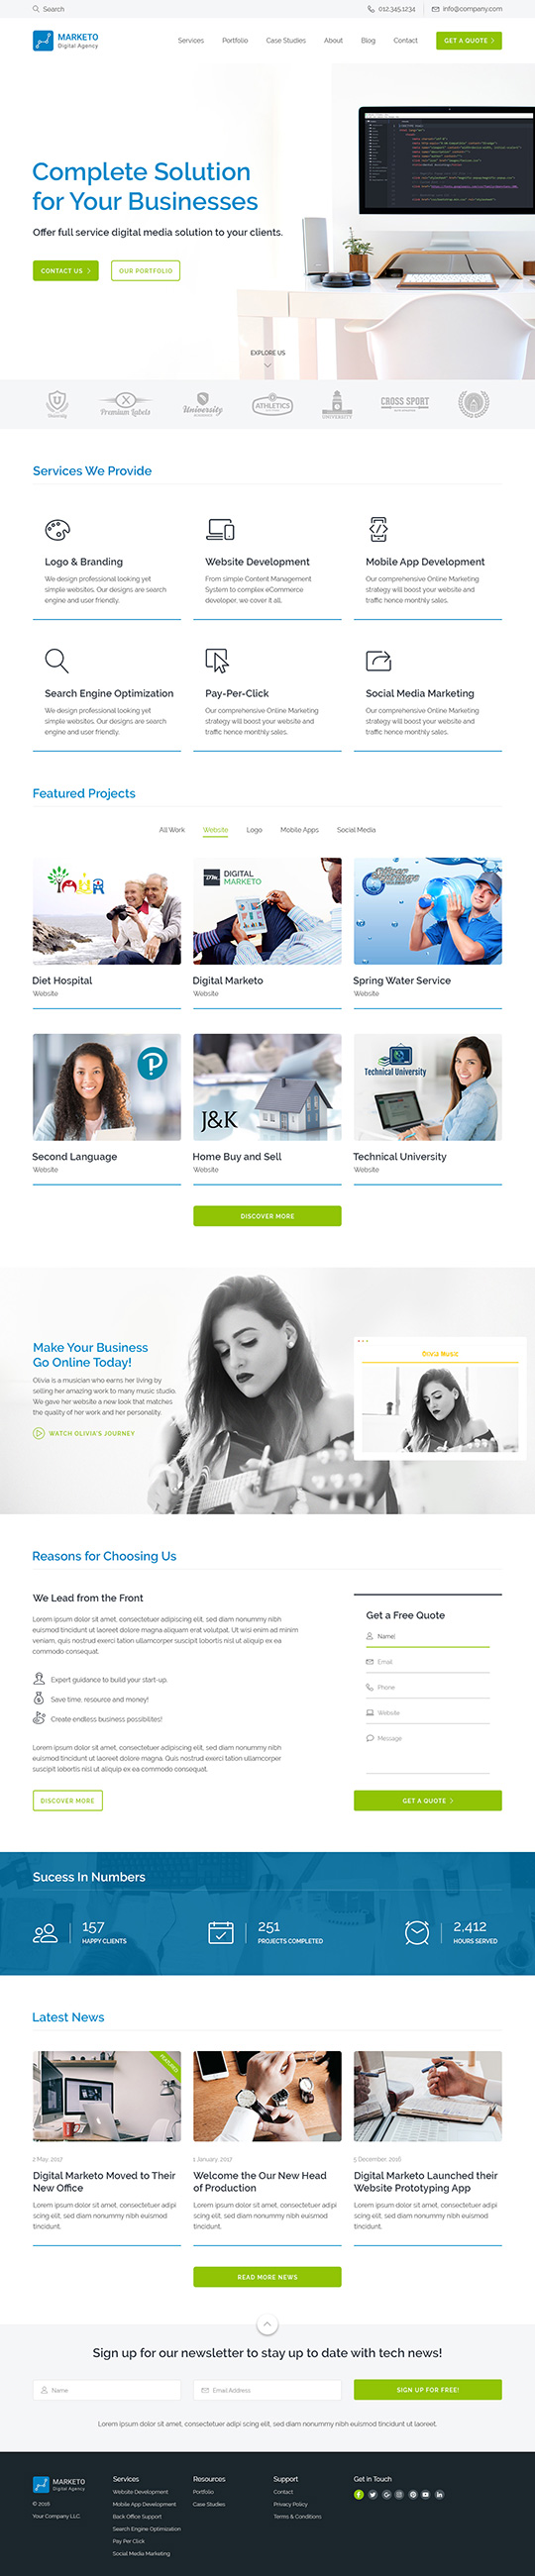 Search
012.345.1234
info@company.com
MARKETO
Digital Agency
Services
Portfolio
Case Studies
About
Blog
Contact
GET A QUOTE
Complete Solution
for Your Businesses
Offer full service digital media solution to your clients.
CONTACT US
OUR PORTFOLIO
EXPLORE US
University
Premium Labels
University
ATHLETICS
UNIVERSITY
CROSS SPORT
Services We Provide
Logo & Branding
We design professional looking yet
simple websites. Our designs are search
engine and user friendly.
Website Development
From simple Content Management
System to complex eCommerce
developer, we cover it all.
Mobile App Development
Our comprehensive Online Marketing
strategy will boost your website and
traffic hence monthly sales.
Search Engine Optimization
We design professional looking yet
simple websites. Our designs are search
engine and user friendly.
Pay-Per-Click
Our comprehensive Online Marketing
strategy will boost your website and
traffic hence monthly sales.
Social Media Marketing
Our comprehensive Online Marketing
strategy will boost your website and
traffic hence monthly sales.
Featured Projects
All Work
Website
Logo
Mobile Apps
Social Media
Diet Hospital
Website
DM.
DIGITAL
MARKETO
Digital Marketo
Website
Spring Water Service
Website
Second Language
Website
J&K
Home Buy and Sell
Website
Technical University
Technical University
Website
DISCOVER MORE
Make Your Business
Go Online Today!
Olivia is a musician who earns her living by
selling her amazing work to many music studio.
We gave her website a new look that matches
the quality of her work and her personality.
WATCH OLIVIA'S JOURNEY
Olivia Music
Reasons for Choosing Us
We Lead from the Front
Lorem ipsum dolor sit amet, consectetuer adipiscing elit, sed diam nonummy nibh
euismod tincidunt ut laoreet dolore magna aliquam erat volutpat. Ut wisi enim ad minim
veniam, quis nostrud exerci tation ullamcorper suscipit lobortis nisl ut aliquip ex ea
commodo consequat.
Expert guidance to build your start-up.
Save time, resource and money!
Create endless business possibilites!
Lorem ipsum dolor sit amet, consectetuer adipiscing elit, sed diam nonummy nibh
euismod tincidunt ut laoreet dolore magna. Quis nostrud exerci tation ullamcorper
suscipit lobortis nisl ut aliquip ex ea commodo consequat.
DISCOVER MORE
Get a Free Quote
Name
Email
Phone
Website
Message
GET A QUOTE
Sucess In Numbers
157
HAPPY CLIENTS
251
PROJECTS COMPLETED
2,412
HOURS SERVED
Latest News
FEATURED
2 May, 2017
Digital Marketo Moved to Their
New Office
Lorem ipsum dolor sit amet, consectetuer adipi
scing elit, sed diam nonummy nibh euismod
tincidunt.
1 January, 2017
Welcome the Our New Head
of Production
Lorem ipsum dolor sit amet, consectetuer adipi
scing elit, sed diam nonummy nibh euismod
tincidunt.
5 December, 2016
Digital Marketo Launched their
Website Prototyping App
Lorem ipsum dolor sit amet, consectetuer adipi
scing elit, sed diam nonummy nibh euismod
tincidunt.
READ MORE NEWS
Sign up for our newsletter to stay up to date with tech news!
Name
Email Address
SIGN UP FOR FREE!
Lorem ipsum dolor sit amet, consectetuer adipi scing elit, sed diam nonummy nibh euismod tincidunt ut laoreet.
MARKETO
Digital Agency
© 2016
Your Company LLC.
Services
Website Development
Mobile App Development
Back Office Support
Search Engine Optimization
Pay Per Click
Social Media Marketing
Resources
Portfolio
Case Studies
Support
Contact
Privacy Policy
Terms & Conditions
Get in Touch